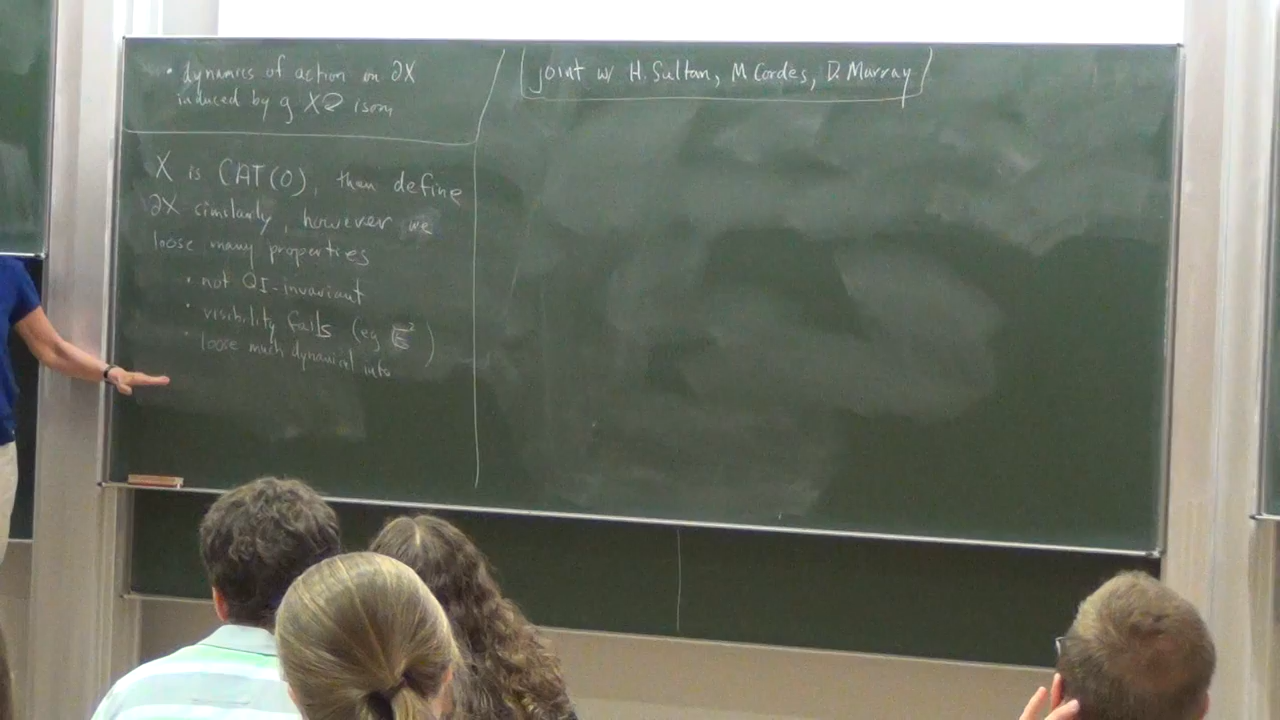 • dynamics of action on ∂X
induced by g X⟲ isom
X is CAT(0), then define
∂X similarly, however we
loose many properties
• not QI-invariant
• visibility fails (eg 𝔼²)
• loose much dynamical info
joint w/ H. Sultan, M Cordes, D. Murray